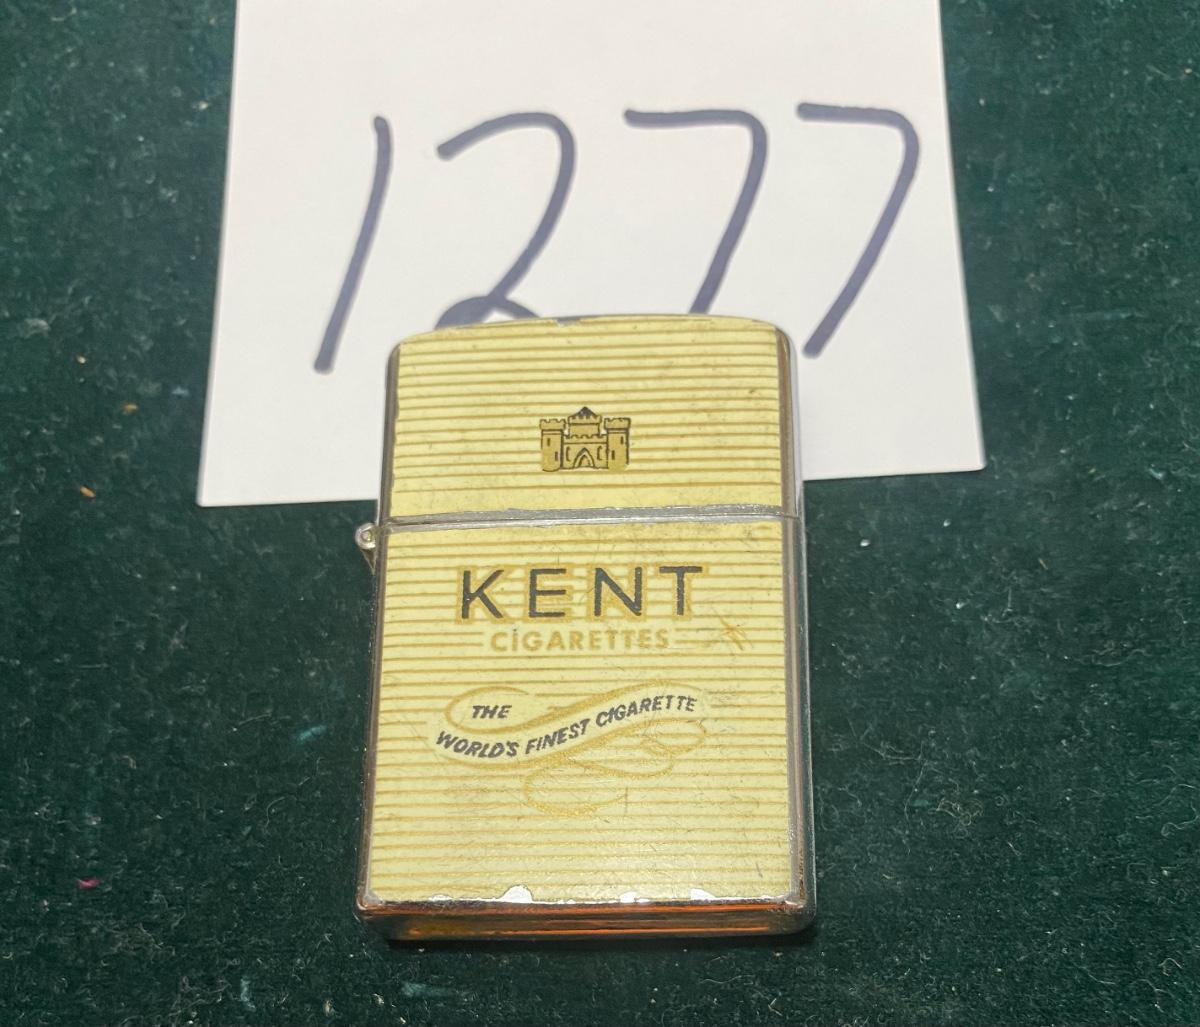 1277
KENT
CIGARETTES
THE
WORLD'S FINEST CIGARETTE